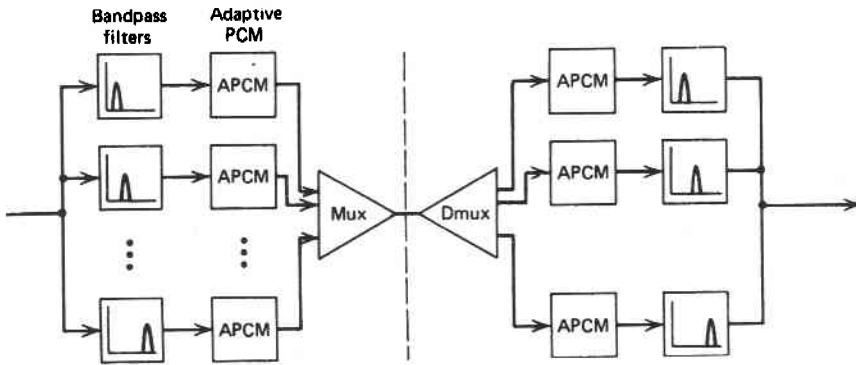 Bandpass
filters
Adaptive
PCM
APCM
APCM
APCM
APCM
Mux
Dmux
APCM
APCM